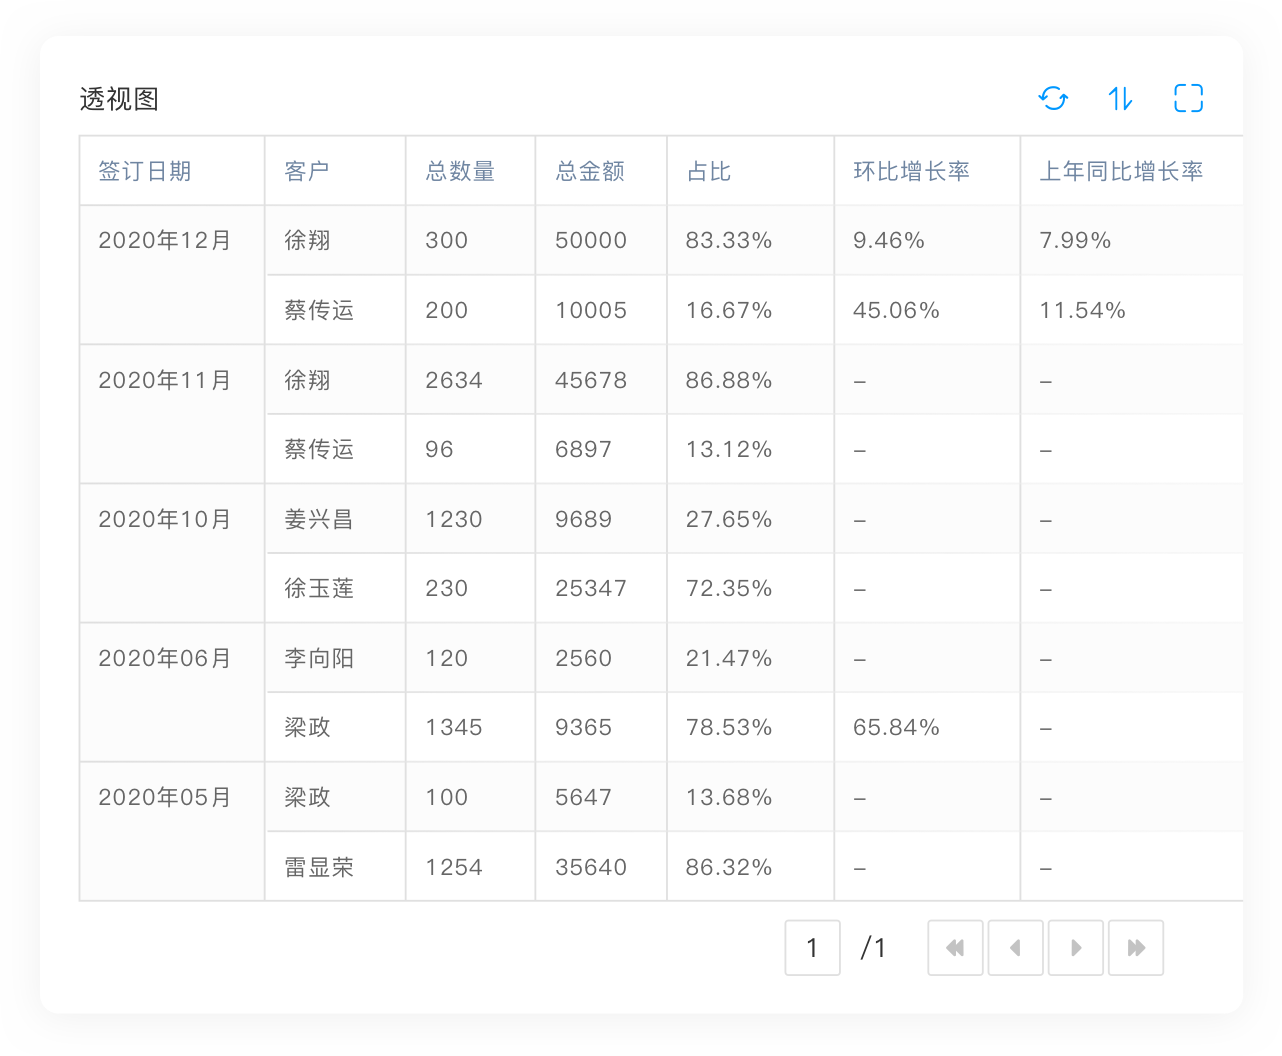 透视图
签订日期 客户 总数量 总金额 占比 环比增长率 上年同比增长率
2020年12月 徐翔 300 50000 83.33% 9.46% 7.99%
蔡传运 200 10005 16.67% 45.06% 11.54%
2020年11月 徐翔 2634 45678 86.88% – –
蔡传运 96 6897 13.12% – –
2020年10月 姜兴昌 1230 9689 27.65% – –
徐玉莲 230 25347 72.35% – –
2020年06月 李向阳 120 2560 21.47% – –
梁政 1345 9365 78.53% 65.84% –
2020年05月 梁政 100 5647 13.68% – –
雷显荣 1254 35640 86.32% – –
1 /1